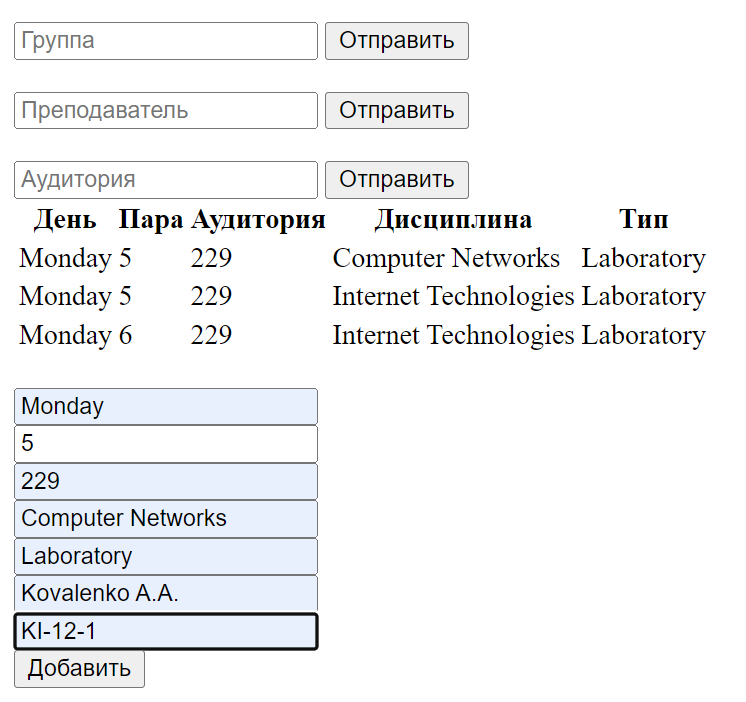 Группа Отправить
Преподаватель Отправить
Аудитория Отправить
День Пара Аудитория Дисциплина Тип
Monday 5 229 Computer Networks Laboratory
Monday 5 229 Internet Technologies Laboratory
Monday 6 229 Internet Technologies Laboratory
Monday
5
229
Computer Networks
Laboratory
Kovalenko A.A.
KI-12-1
Добавить